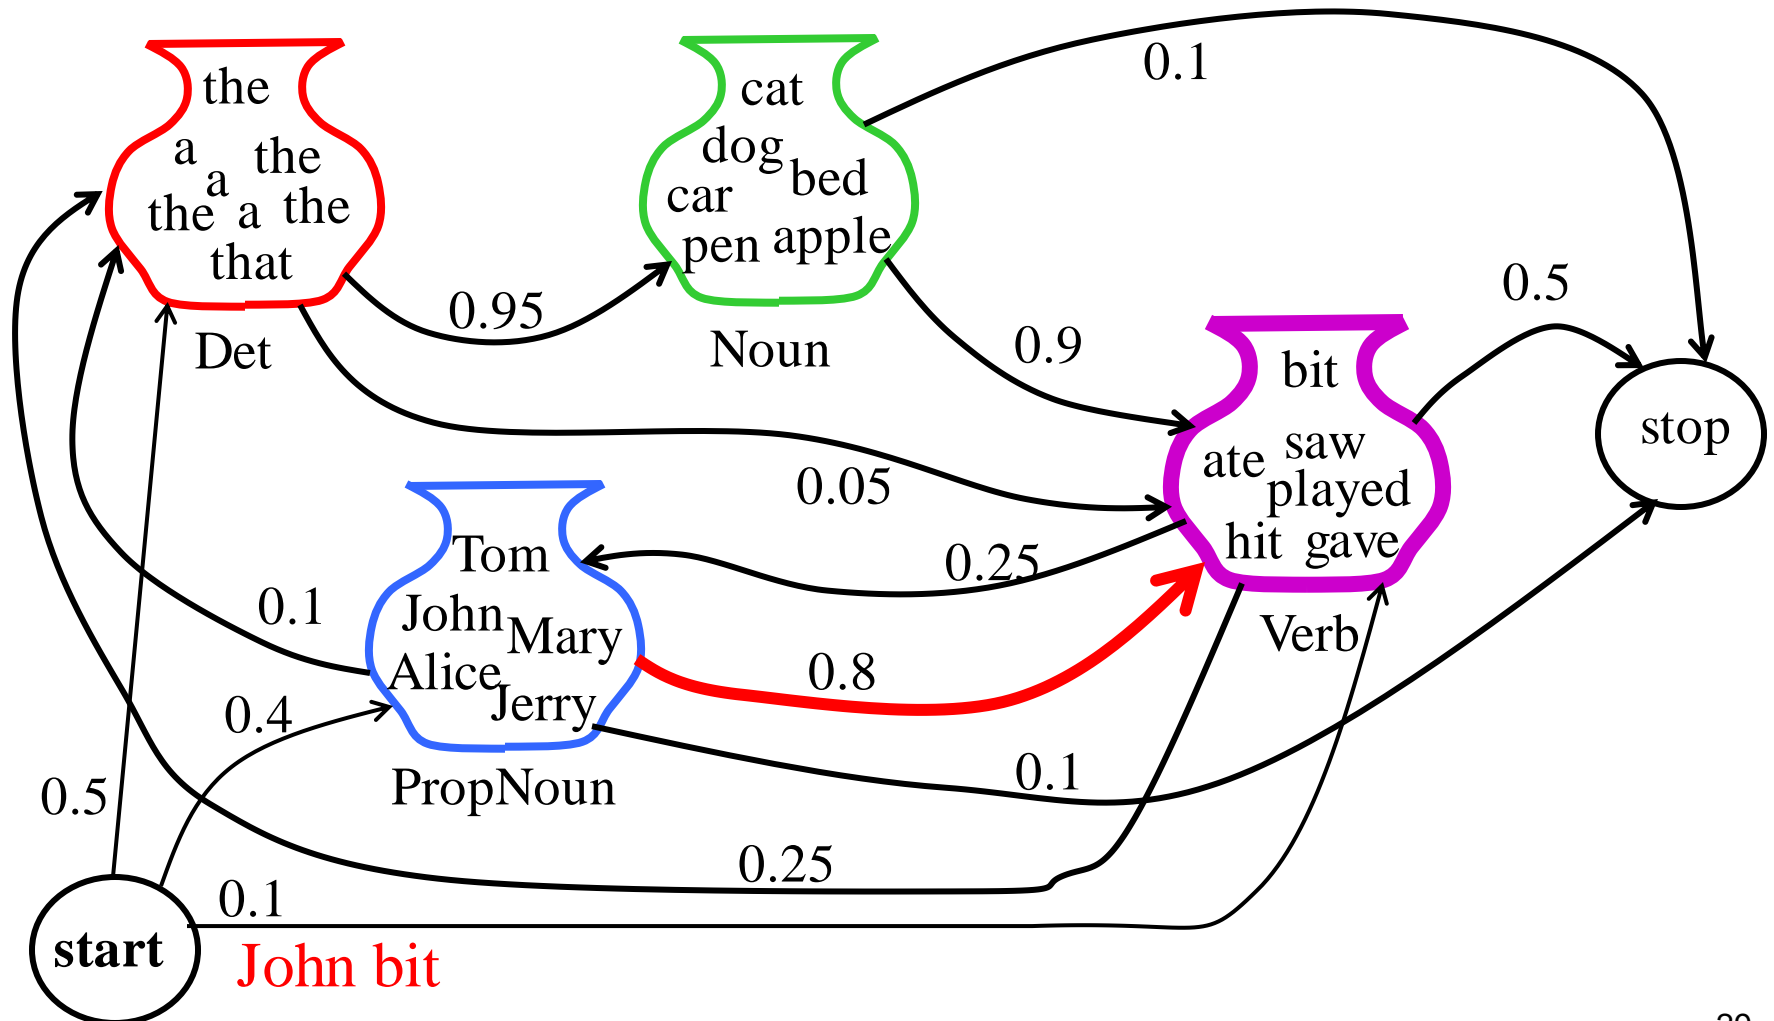 the
a the
a
the a the
that
Det
cat
dog
bed
car
pen apple
Noun
0.1
0.95
0.9
0.5
bit
saw
ate
played
hit gave
Verb
stop
0.05
0.25
Tom
John
Mary
Alice
Jerry
PropNoun
0.1
0.8
0.4
0.1
0.5
0.25
0.1
start
John bit